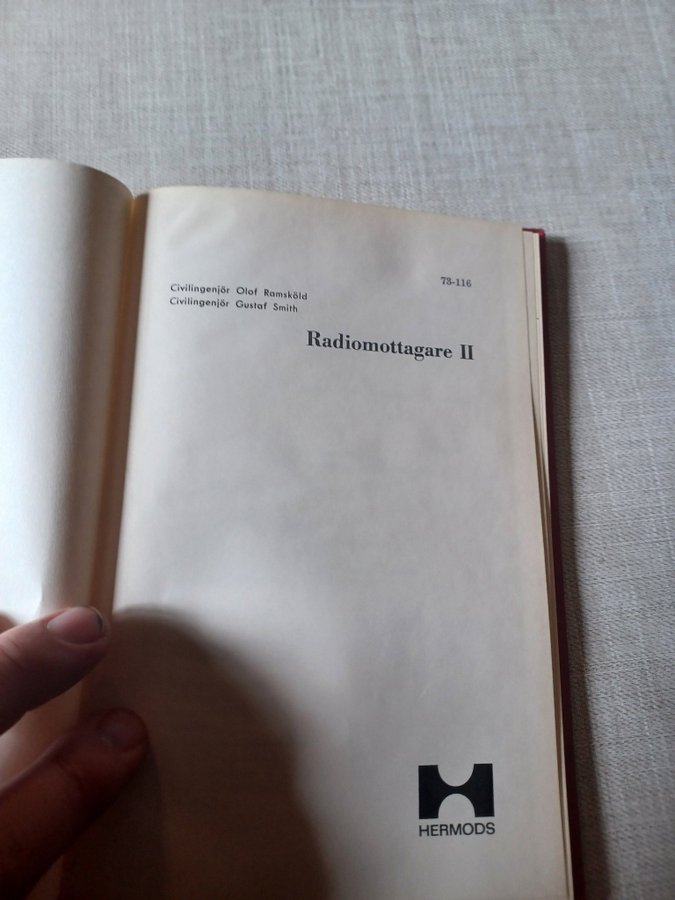 73-116
Civilingenjör Olof Ramsköld
Civilingenjör Gustaf Smith
Radiomottagare II
HERMODS